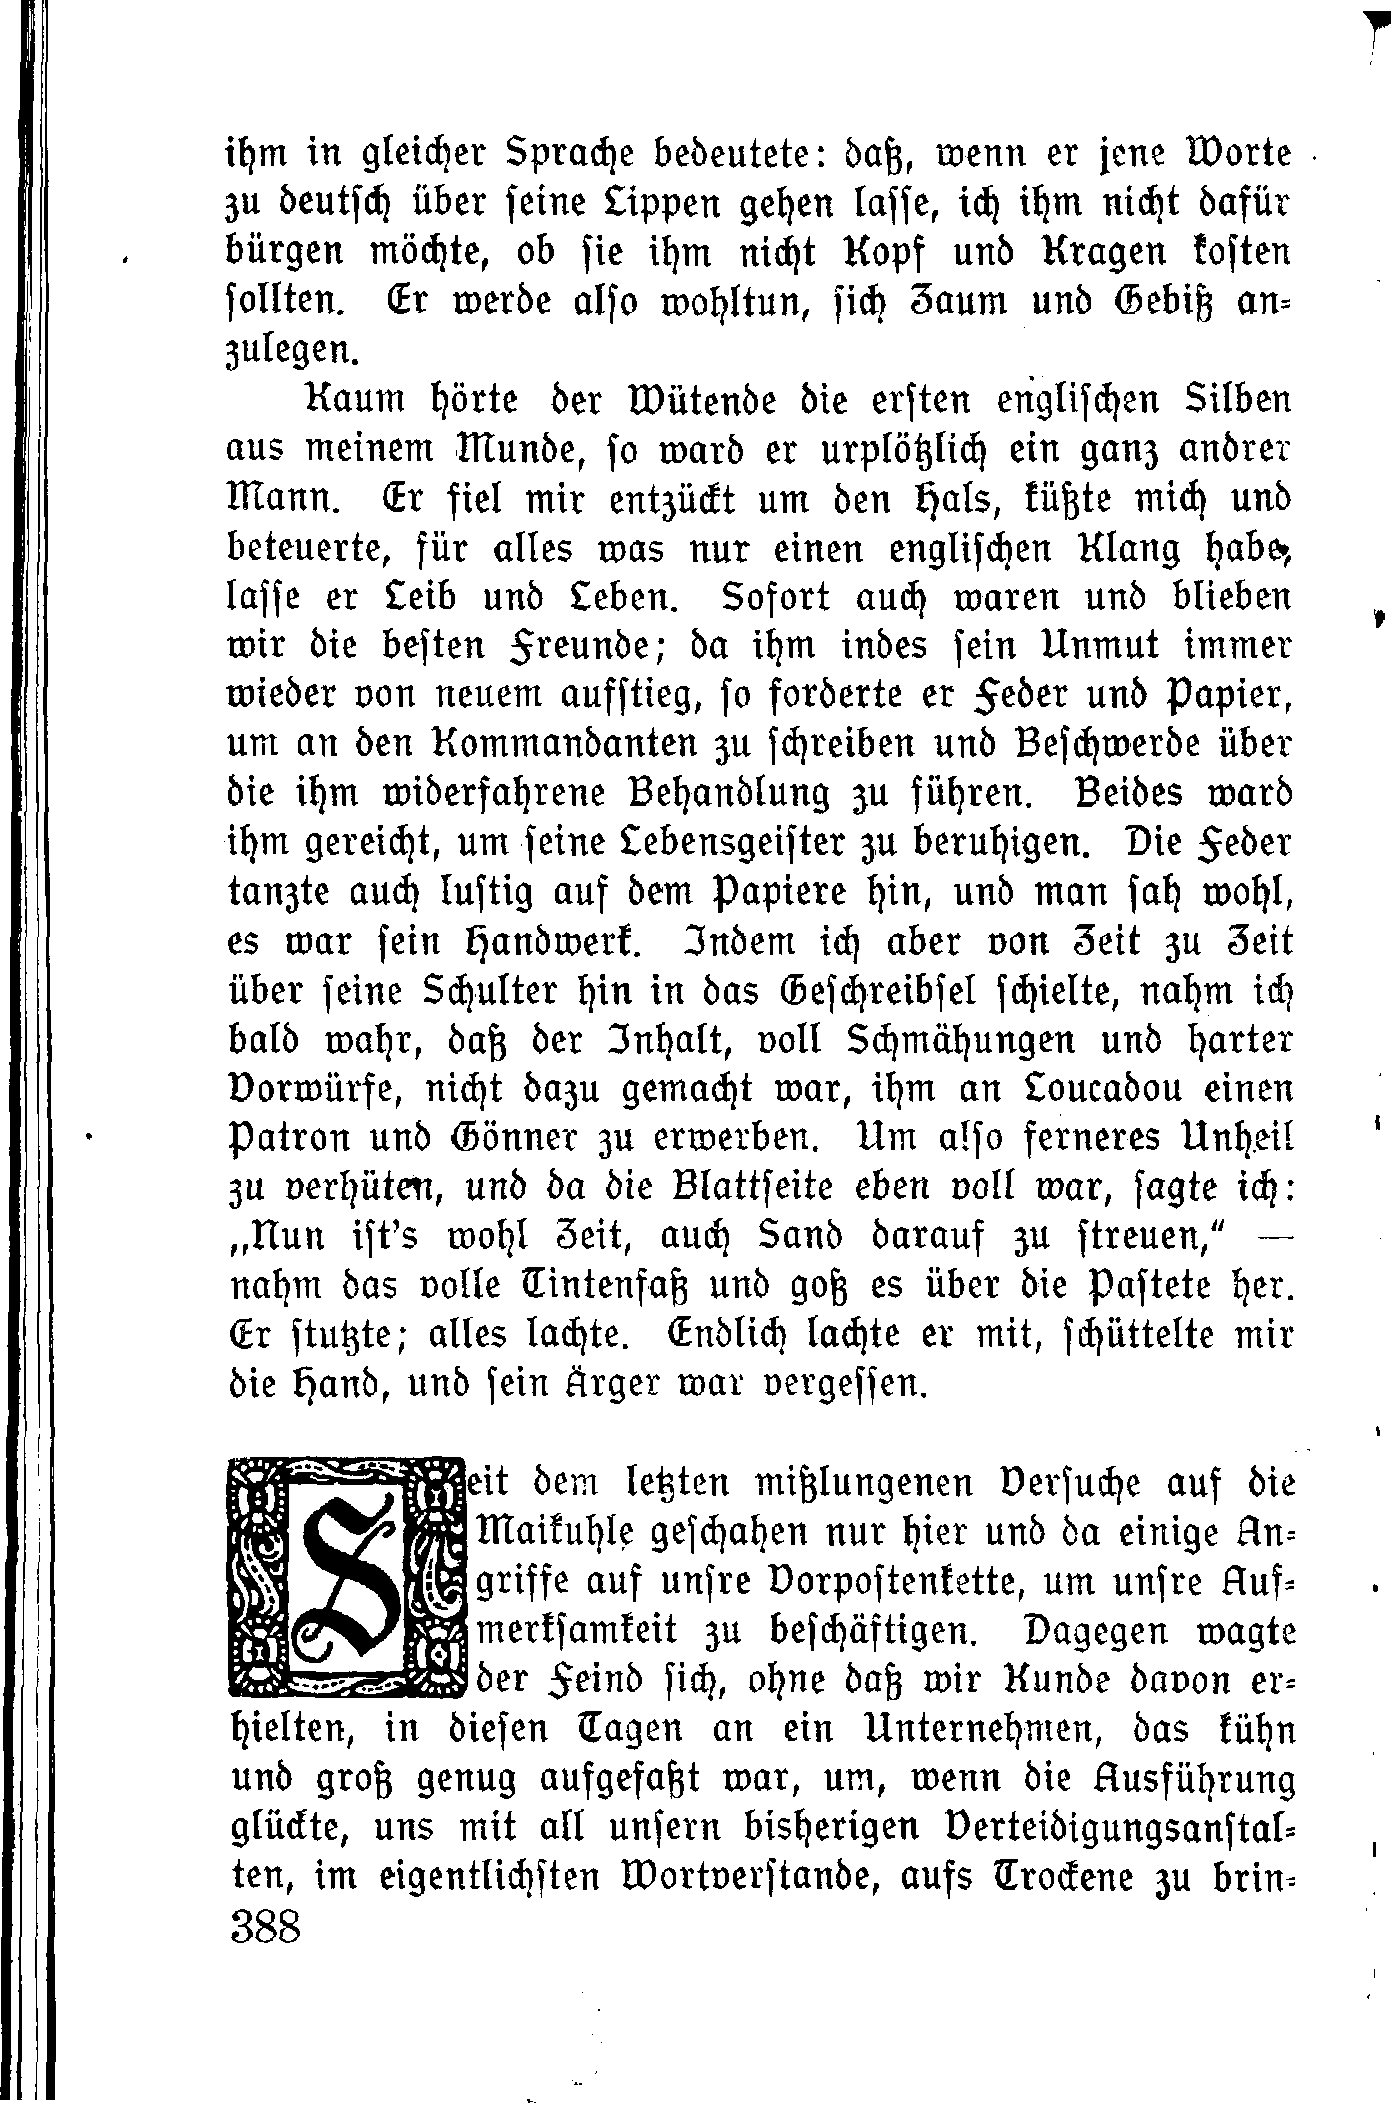 ihm in gleicher Sprache bedeutete: daß, wenn er jene Worte
zu deutsch über seine Lippen gehen lasse, ich ihm nicht dafür
bürgen möchte, ob sie ihm nicht Kopf und Kragen kosten
sollten. Er werde also wohltun, sich Zaum und Gebiß an-
zulegen.
Kaum hörte der Wütende die ersten englischen Silben
aus meinem Munde, so ward er urplötzlich ein ganz andrer
Mann. Er fiel mir entzückt um den Hals, küßte mich und
beteuerte, für alles was nur einen englischen Klang habe,
lasse er Leib und Leben. Sofort auch waren und blieben
wir die besten Freunde; da ihm indes sein Unmut immer
wieder von neuem aufstieg, so forderte er Feder und Papier,
um an den Kommandanten zu schreiben und Beschwerde über
die ihm widerfahrene Behandlung zu führen. Beides ward
ihm gereicht, um seine Lebensgeister zu beruhigen. Die Feder
tanzte auch lustig auf dem Papiere hin, und man sah wohl,
es war sein Handwerk. Indem ich aber von Zeit zu Zeit
über seine Schulter hin in das Geschreibsel schielte, nahm ich
bald wahr, daß der Inhalt, voll Schmähungen und harter
Vorwürfe, nicht dazu gemacht war, ihm an Loucadou einen
Patron und Gönner zu erwerben. Um also ferneres Unheil
zu verhüten, und da die Blattseite eben voll war, sagte ich:
„Nun ist's wohl Zeit, auch Sand darauf zu streuen,“ —
nahm das volle Tintenfaß und goß es über die Pastete her.
Er stutzte; alles lachte. Endlich lachte er mit, schüttelte mir
die Hand, und sein Ärger war vergessen.
Seit dem letzten mißlungenen Versuche auf die
Maikuhle geschahen nur hier und da einige An-
griffe auf unsre Vorpostenkette, um unsre Auf-
merksamkeit zu beschäftigen. Dagegen wagte
der Feind sich, ohne daß wir Kunde davon er-
hielten, in diesen Tagen an ein Unternehmen, das kühn
und groß genug aufgefaßt war, um, wenn die Ausführung
glückte, uns mit all unsern bisherigen Verteidigungsanstal-
ten, im eigentlichsten Wortverstande, aufs Trockene zu brin-
388